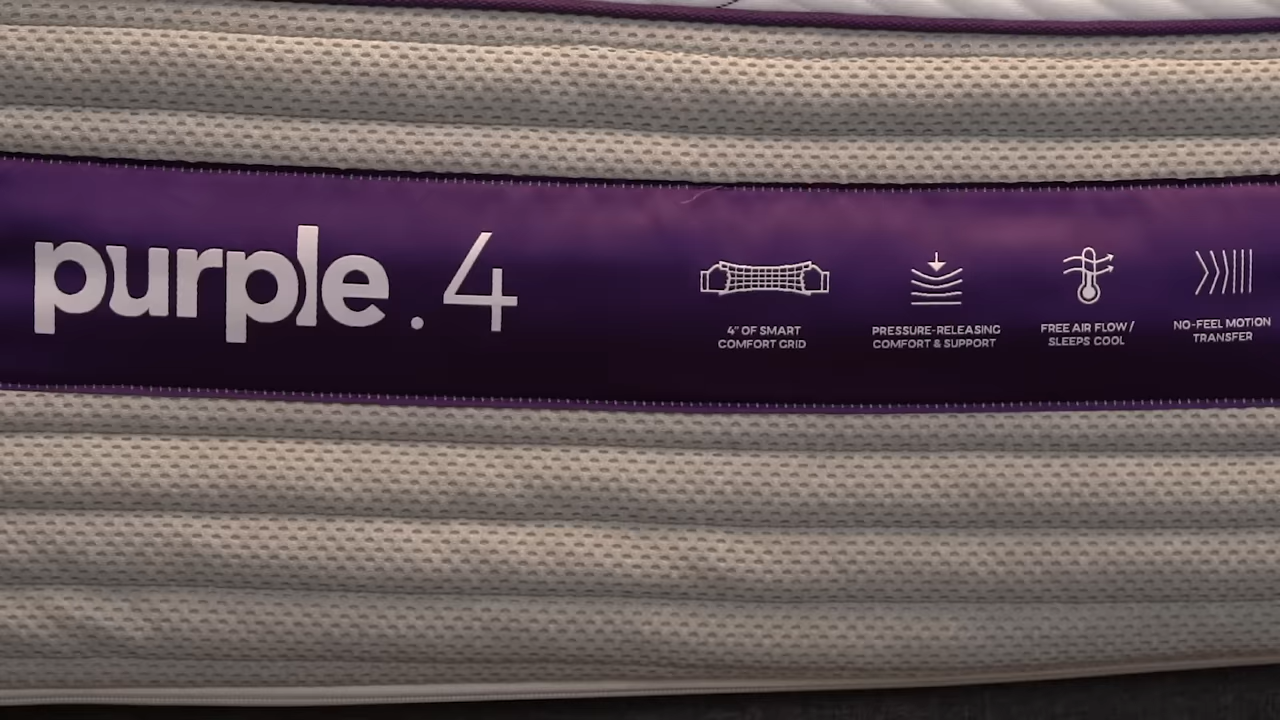 purple.4
4" OF SMART
COMFORT GRID
PRESSURE-RELEASING
COMFORT & SUPPORT
FREE AIR FLOW /
SLEEPS COOL
NO-FEEL MOTION
TRANSFER